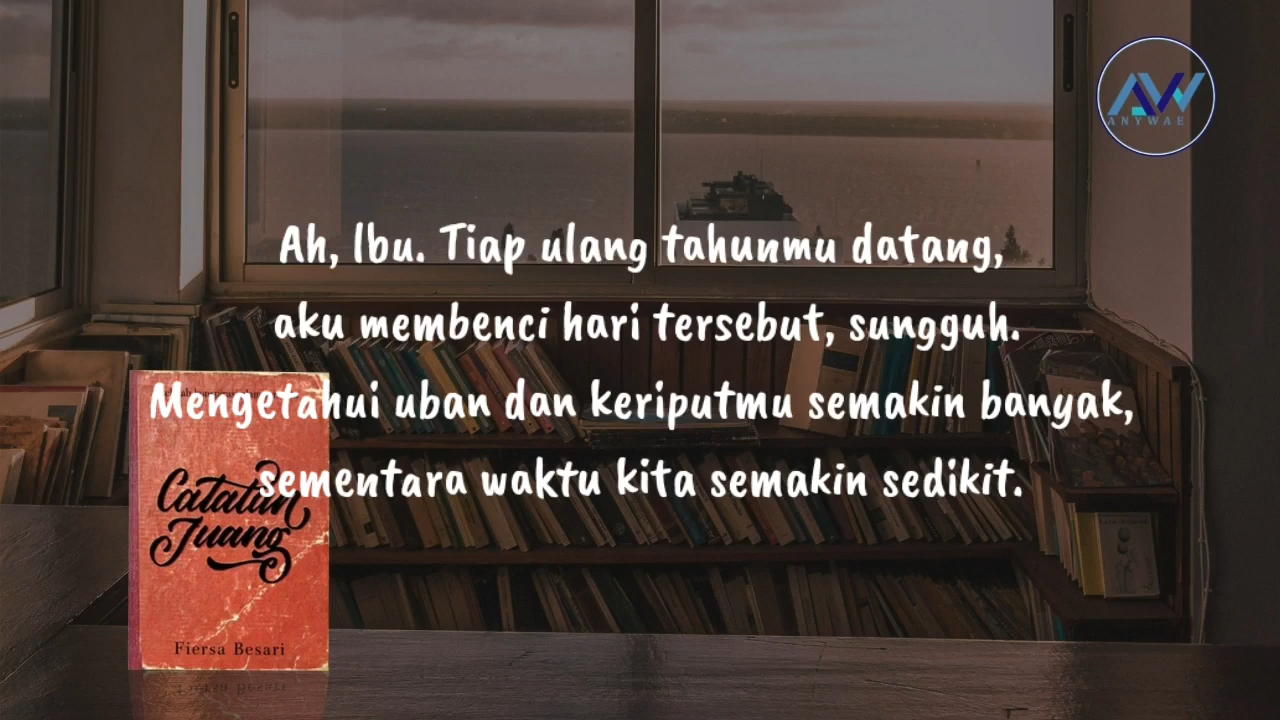 AW
ANYWAE
Ah, Ibu. Tiap ulang tahunmu datang,
aku membenci hari tersebut, sungguh.
Mengetahui uban dan keriputmu semakin banyak,
sementara waktu kita semakin sedikit.
Catatan
Juang
Fiersa Besari